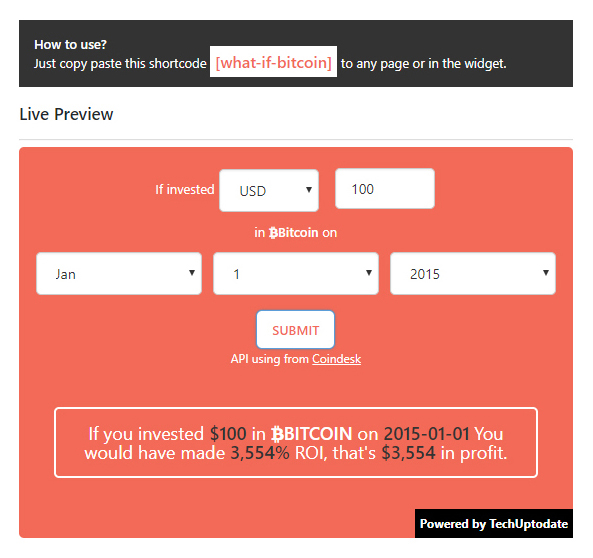 How to use?
Just copy paste this shortcode [what-if-bitcoin] to any page or in the widget.
Live Preview
If invested USD 100
in ₿Bitcoin on
Jan 1 2015
SUBMIT
API using from Coindesk
If you invested $100 in ₿BITCOIN on 2015-01-01 You
would have made 3,554% ROI, that's $3,554 in profit.
Powered by TechUptodate